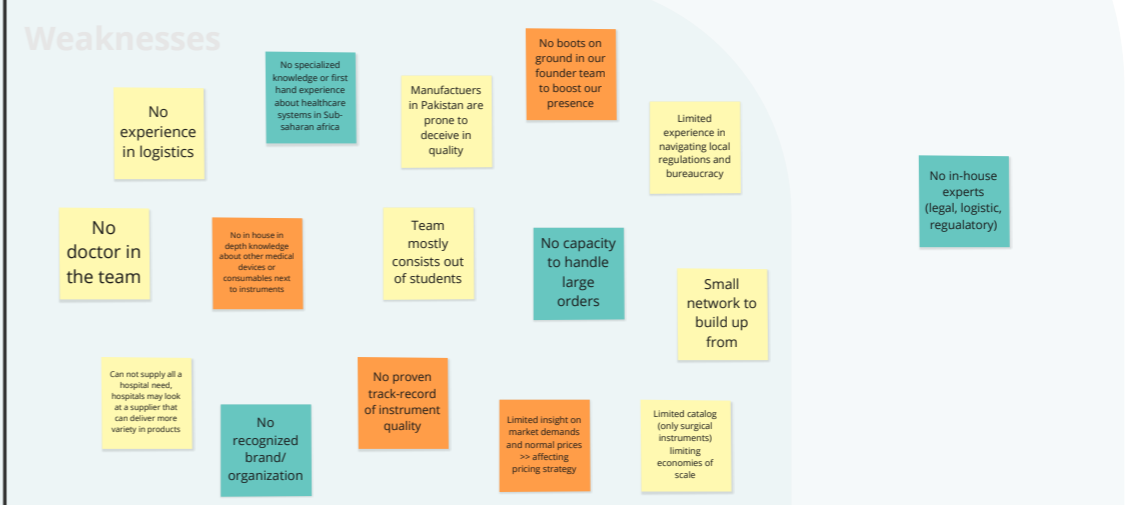 Weaknesses
No
experience
in logistics
No specialized
knowledge or first
hand experience
about healthcare
systems in Sub-
saharan africa
Manufactuers
in Pakistan are
prone to
deceive in
quality
No boots on
ground in our
founder team
to boost our
presence
Limited
experience in
navigating local
regulations and
bureaucracy
No in-house
experts
(legal, logistic,
regualatory)
No
doctor in
the team
No in house in
depth knowledge
about other medical
devices or
consumables next
to instruments
Team
mostly
consists out
of students
No capacity
to handle
large
orders
Small
network to
build up
from
Can not supply all a
hospital need,
hospitals may look
at a supplier that
can deliver more
variety in products
No
recognized
brand/
organization
No proven
track-record
of instrument
quality
Limited insight on
market demands
and normal prices
>> affecting
pricing strategy
Limited catalog
(only surgical
instruments)
limiting
economies of
scale